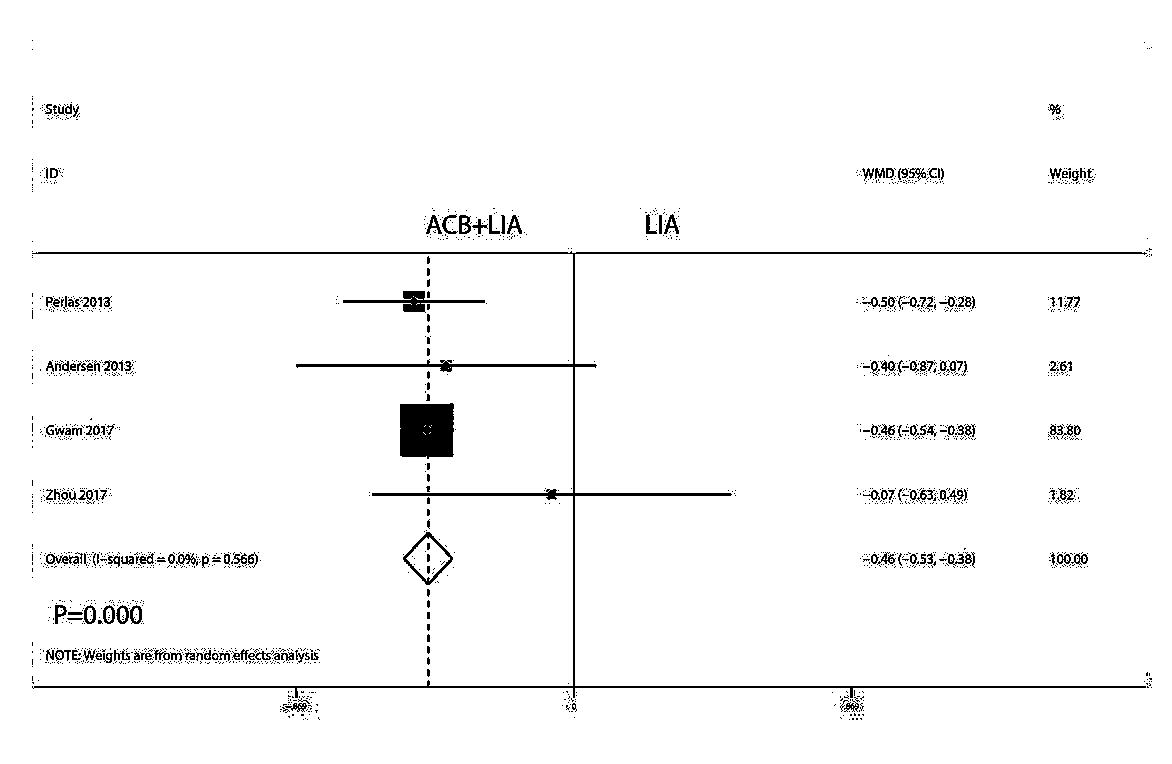 Study %
ID WMD (95% CI) Weight
ACB+LIA LIA
Perlas 2013 −0.50 (−0.72, −0.28) 11.77
Andersen 2013 −0.40 (−0.87, 0.07) 2.61
Gwam 2017 −0.46 (−0.54, −0.38) 83.80
Zhou 2017 −0.07 (−0.63, 0.49) 1.82
Overall (I−squared = 0.0%, p = 0.566) −0.46 (−0.53, −0.38) 100.00
P=0.000
NOTE: Weights are from random effects analysis
0